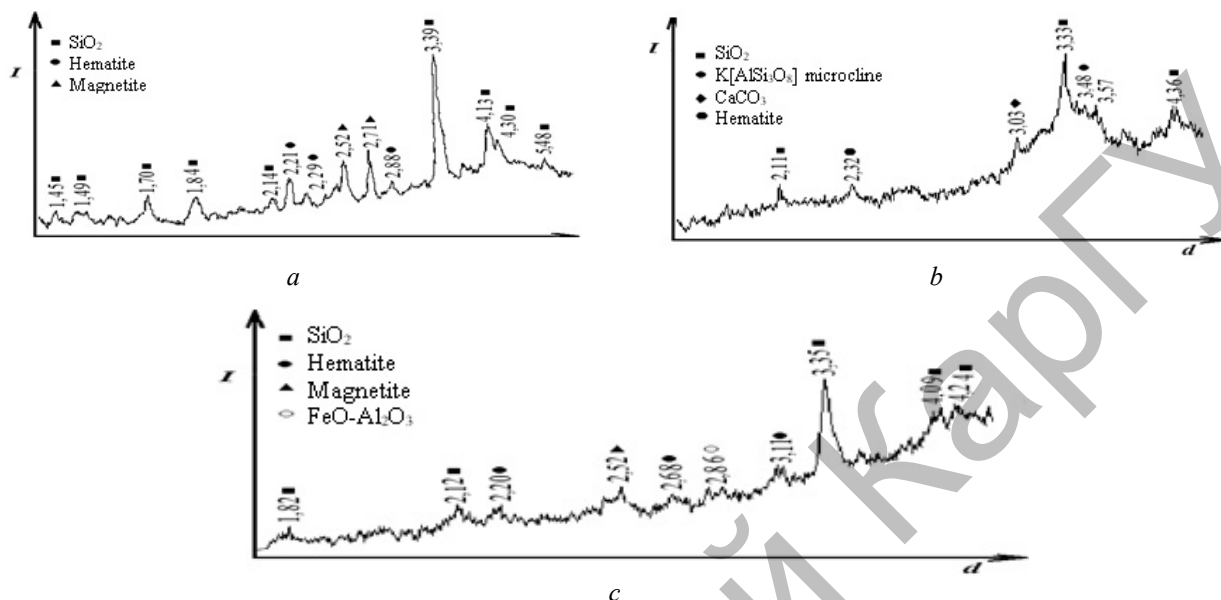 I
■ SiO₂
● Hematite
▲ Magnetite
1,45■
1,49■
1,70■
1,84■
2,14■
2,21●
2,29●
2,52▲
2,71▲
2,88●
3,39■
4,13■
4,30■
5,48■
a
I
■ SiO₂
● K[AlSi₃O₈] microcline
◆ CaCO₃
● Hematite
2,11■
2,32●
3,03◆
3,33■
3,48●
3,57
4,36■
d
b
I
■ SiO₂
● Hematite
▲ Magnetite
○ FeO-Al₂O₃
1,82■
2,12■
2,20●
2,52▲
2,68●
2,86○
3,11●
3,35■
4,09■
4,24■
d
c
й КарГУ